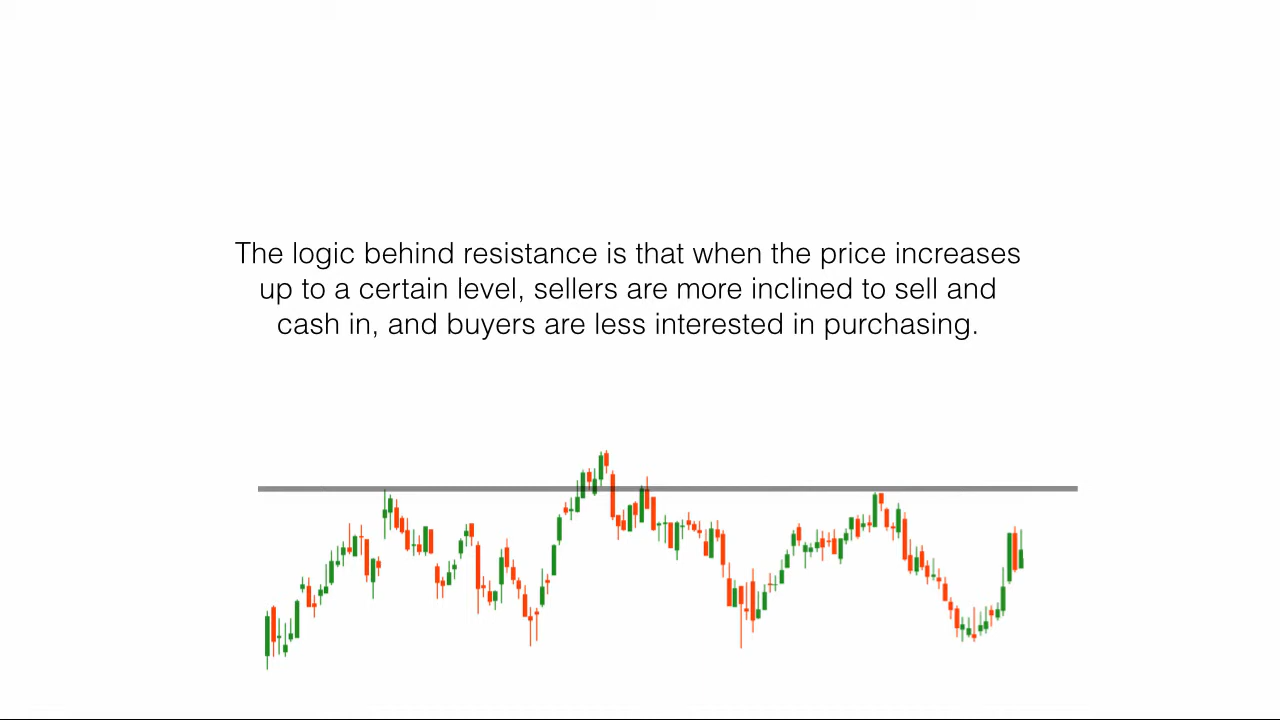 The logic behind resistance is that when the price increases
up to a certain level, sellers are more inclined to sell and
cash in, and buyers are less interested in purchasing.